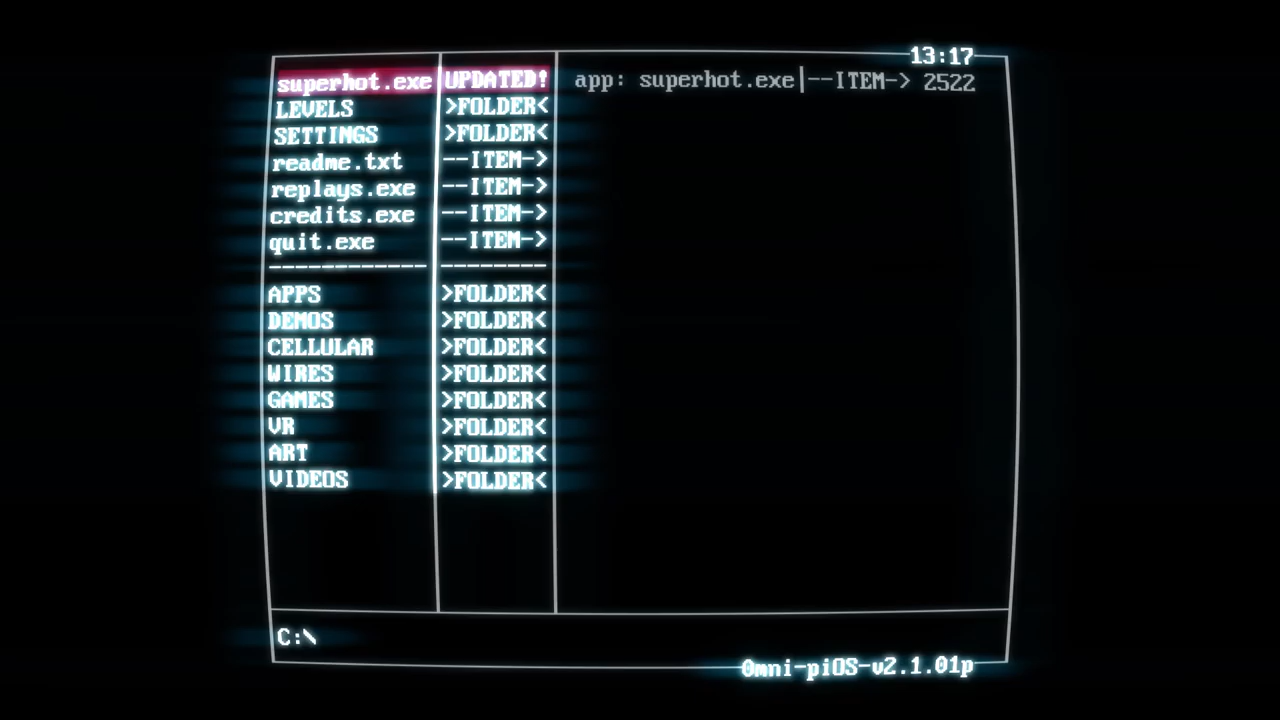 13:17
superhot.exe UPDATED! app: superhot.exe|--ITEM-> 2522
LEVELS >FOLDER<
SETTINGS >FOLDER<
readme.txt --ITEM->
replays.exe --ITEM->
credits.exe --ITEM->
quit.exe --ITEM->
------------ --------
APPS >FOLDER<
DEMOS >FOLDER<
CELLULAR >FOLDER<
WIRES >FOLDER<
GAMES >FOLDER<
VR >FOLDER<
ART >FOLDER<
VIDEOS >FOLDER<
C:\
Omni-piOS-v2.1.01p